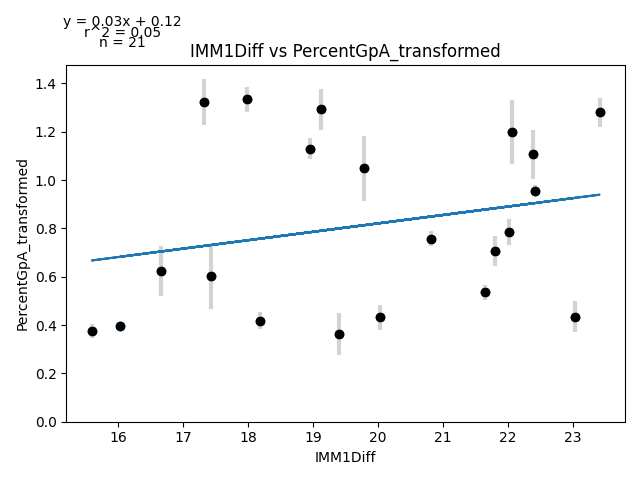 y = 0.03x + 0.12
r^2 = 0.05
n = 21
IMM1Diff vs PercentGpA_transformed
1.4
1.2
1.0
0.8
0.6
0.4
0.2
0.0
PercentGpA_transformed
16 17 18 19 20 21 22 23
IMM1Diff